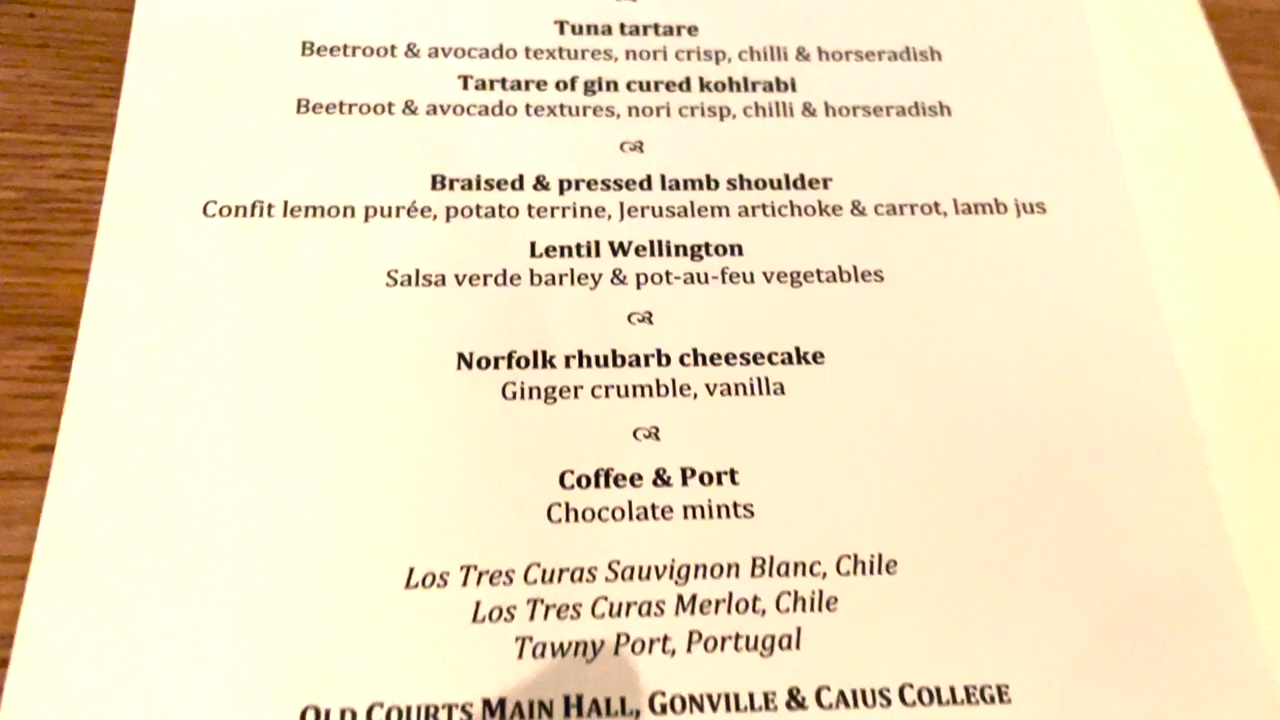 Tuna tartare
Beetroot & avocado textures, nori crisp, chilli & horseradish
Tartare of gin cured kohlrabi
Beetroot & avocado textures, nori crisp, chilli & horseradish
Braised & pressed lamb shoulder
Confit lemon purée, potato terrine, Jerusalem artichoke & carrot, lamb jus
Lentil Wellington
Salsa verde barley & pot-au-feu vegetables
Norfolk rhubarb cheesecake
Ginger crumble, vanilla
Coffee & Port
Chocolate mints
Los Tres Curas Sauvignon Blanc, Chile
Los Tres Curas Merlot, Chile
Tawny Port, Portugal
OLD COURTS MAIN HALL, GONVILLE & CAIUS COLLEGE